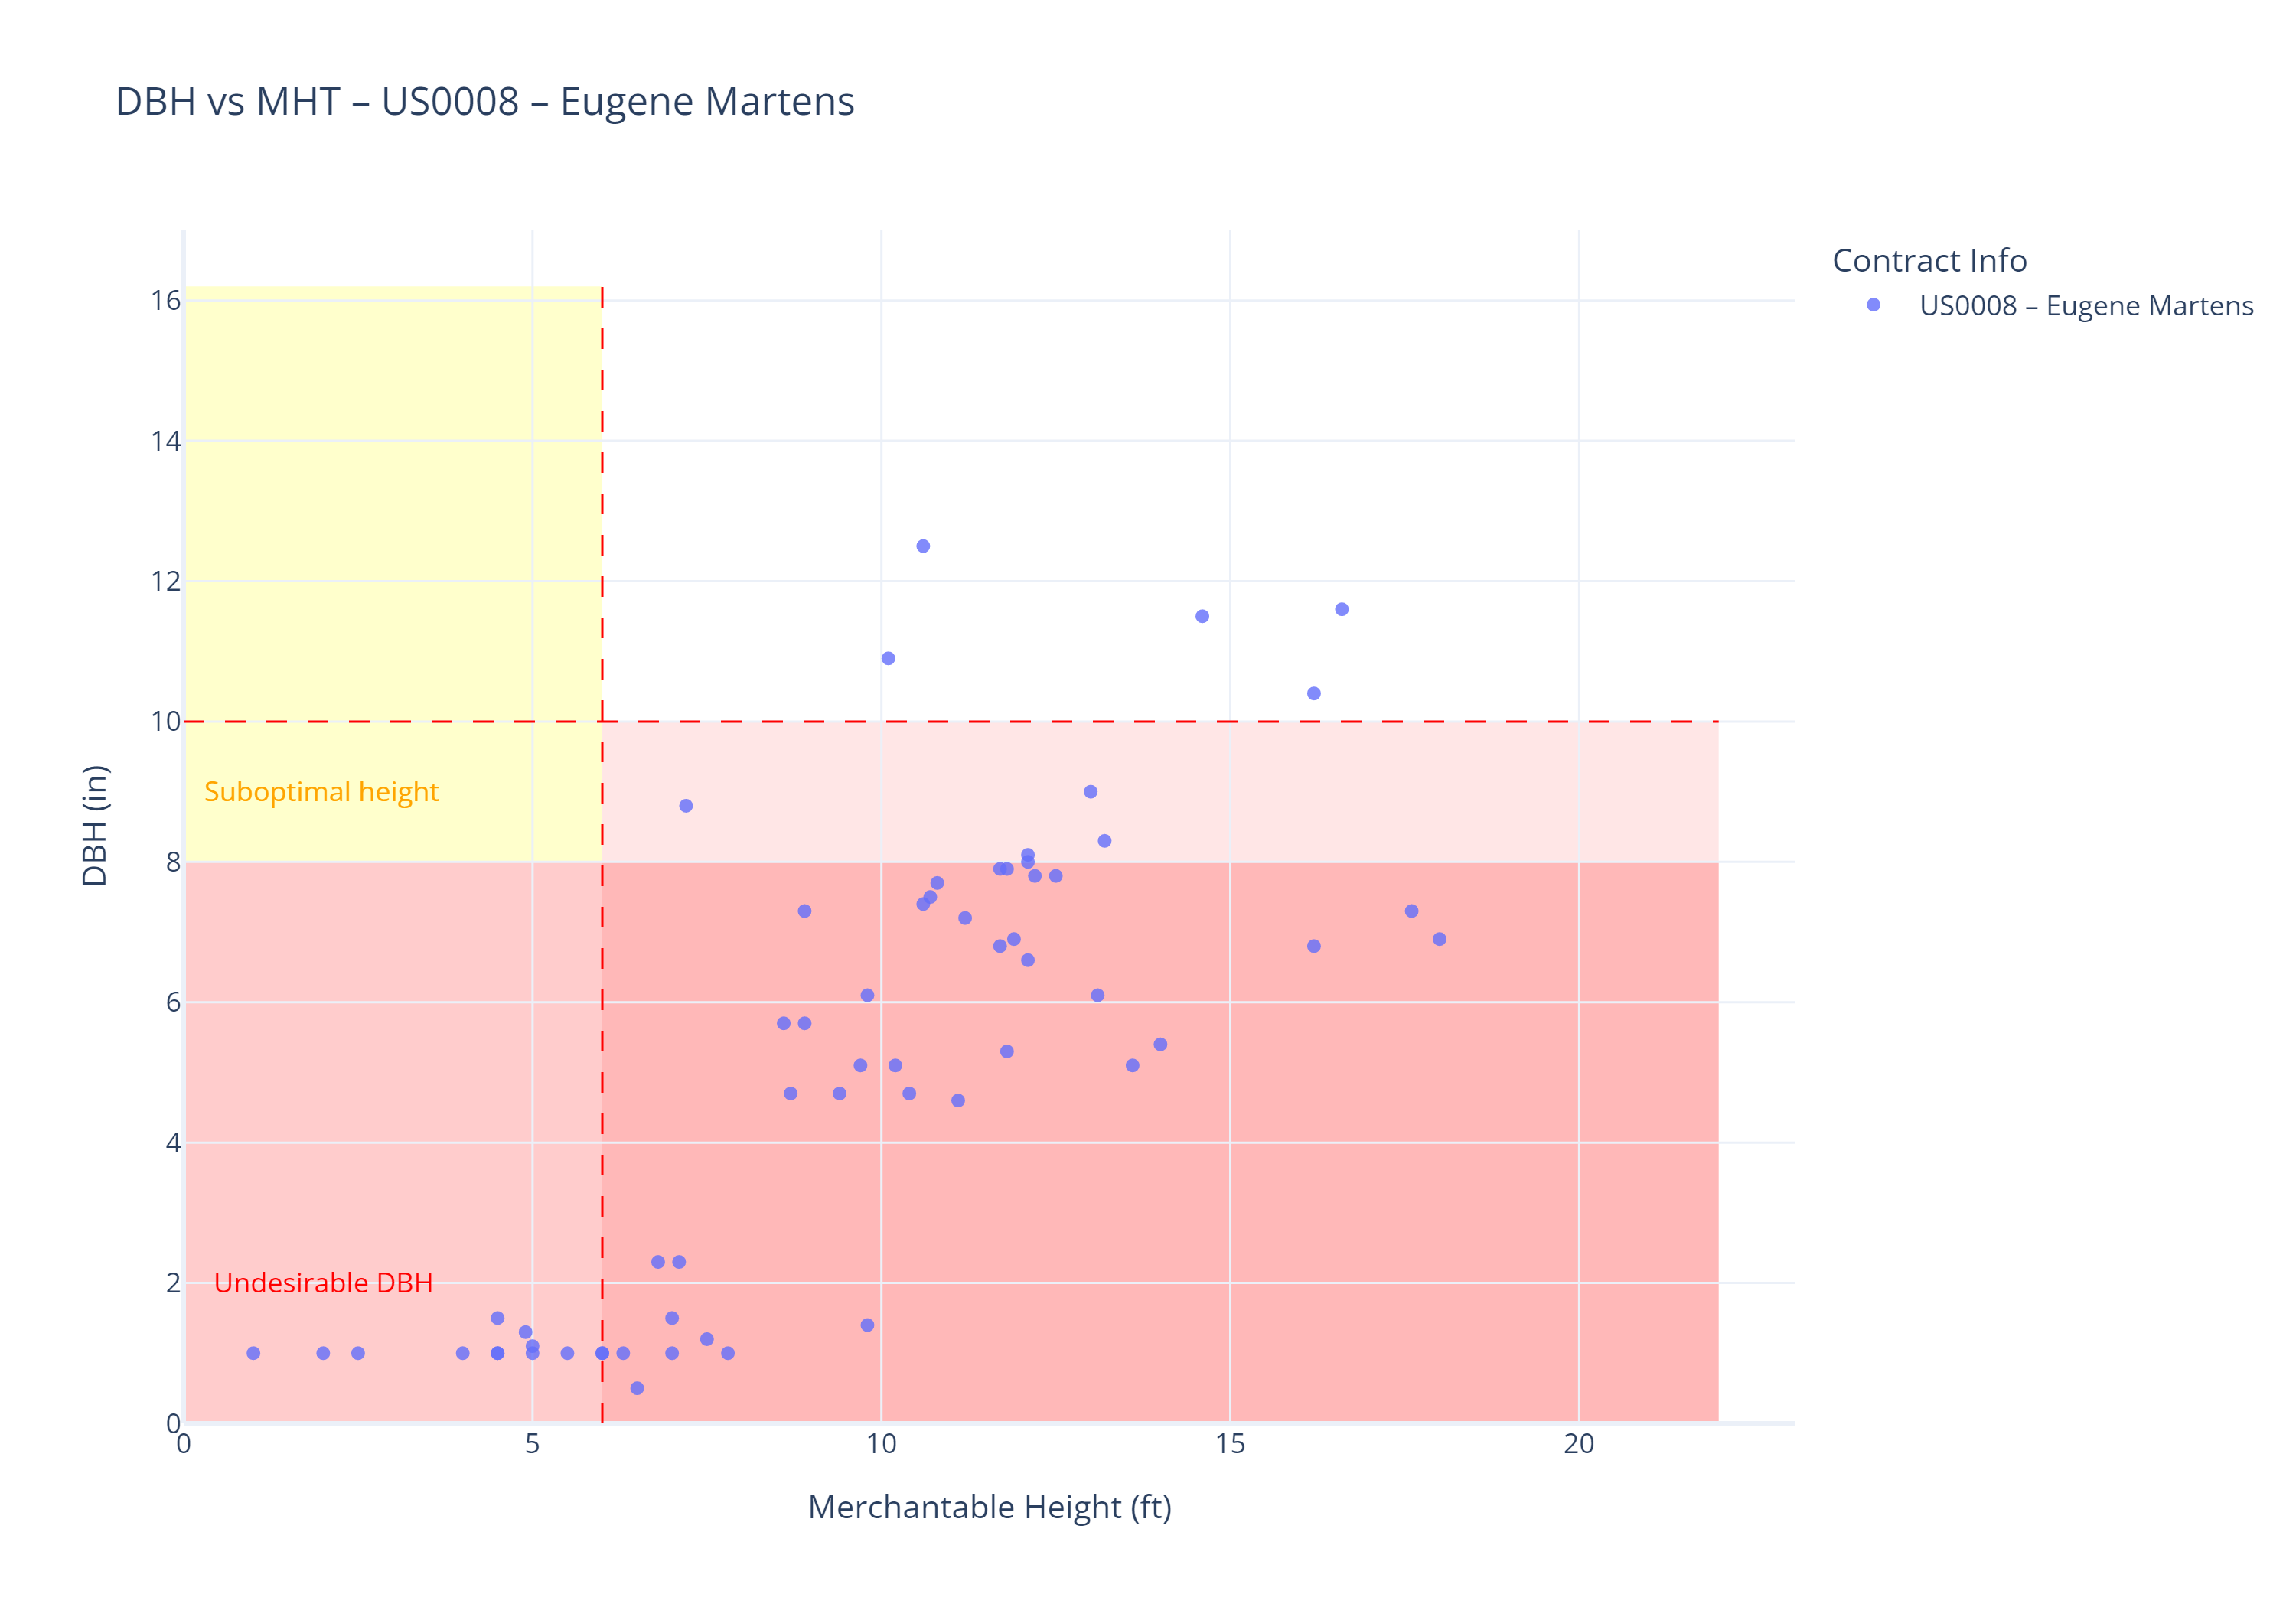 DBH vs MHT – US0008 – Eugene Martens
Contract Info
US0008 – Eugene Martens
16
14
12
10
8
6
4
2
0
DBH (in)
Suboptimal height
Undesirable DBH
0
5
10
15
20
Merchantable Height (ft)